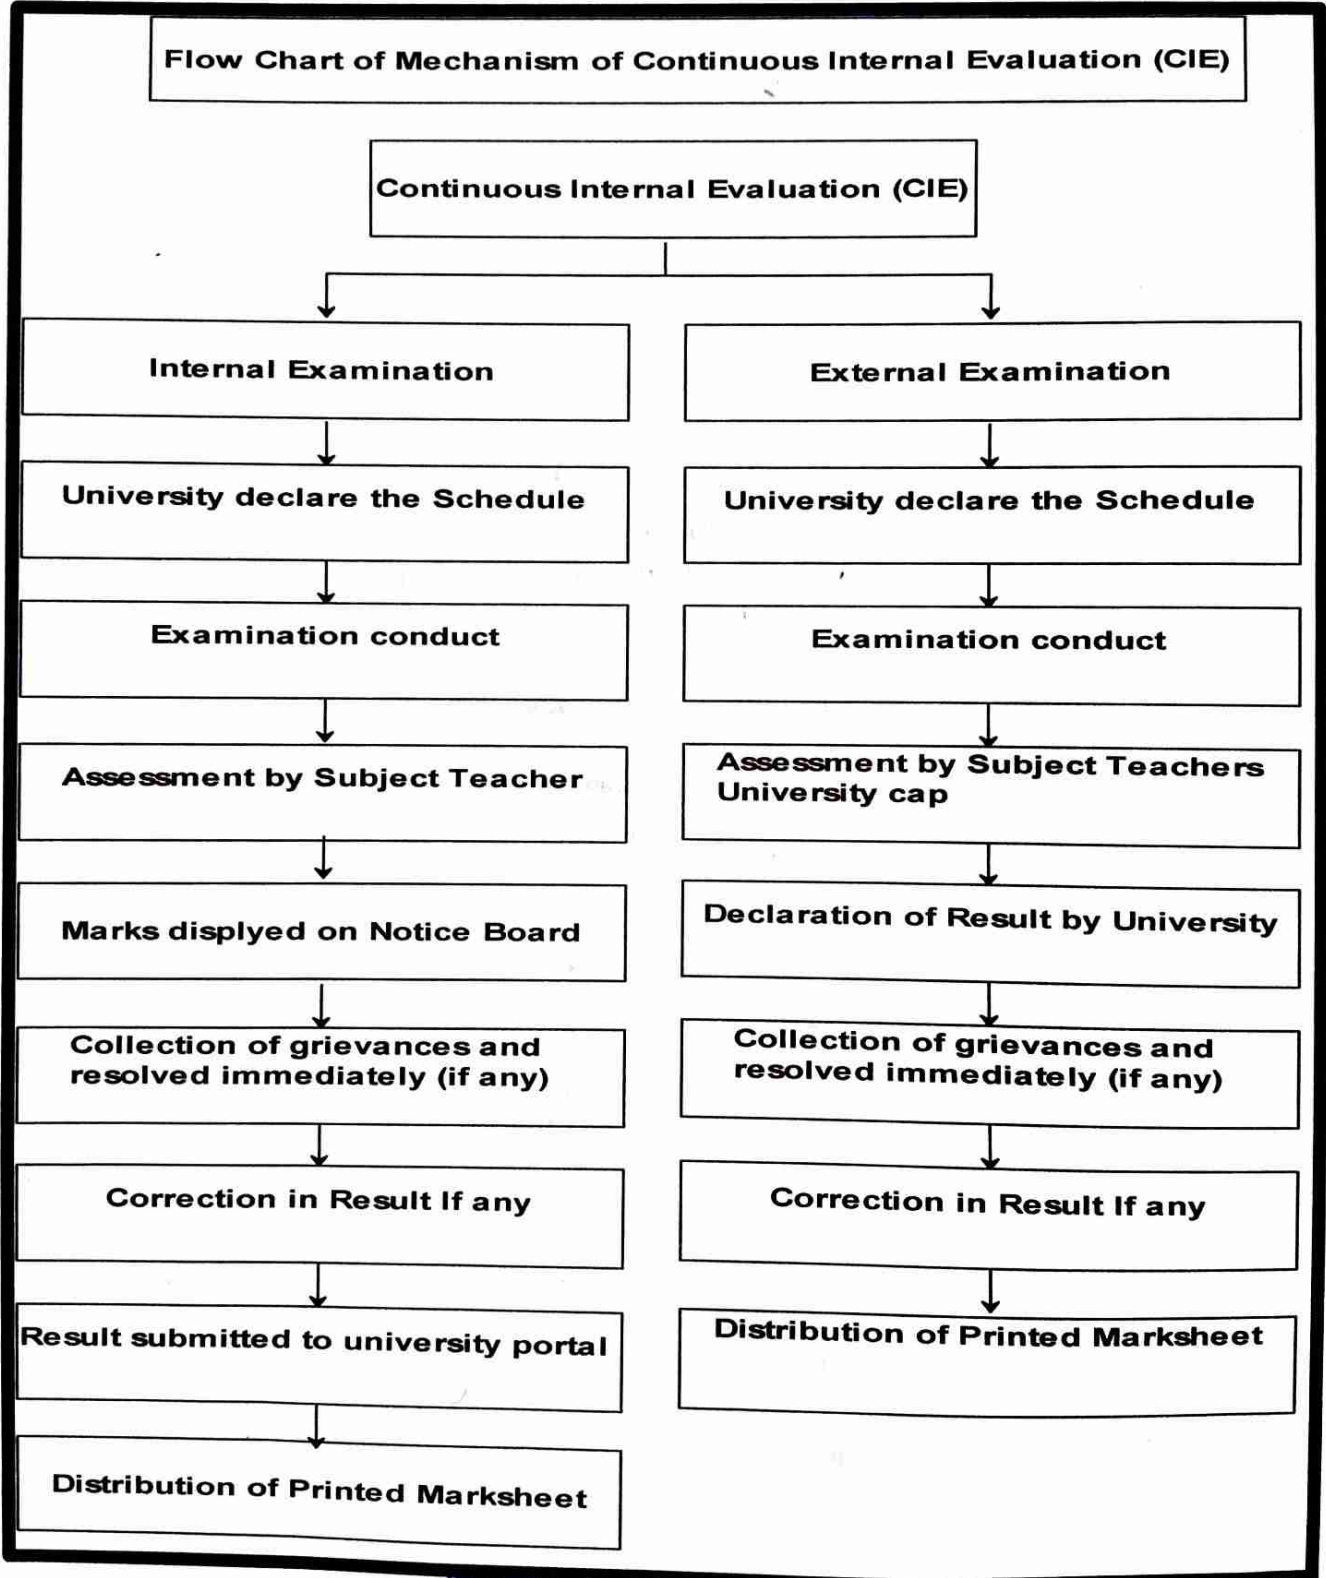 Flow Chart of Mechanism of Continuous Internal Evaluation (CIE)
Continuous Internal Evaluation (CIE)
Internal Examination
University declare the Schedule
Examination conduct
Assessment by Subject Teacher
Marks displyed on Notice Board
Collection of grievances and
resolved immediately (if any)
Correction in Result If any
Result submitted to university portal
Distribution of Printed Marksheet
External Examination
University declare the Schedule
Examination conduct
Assessment by Subject Teachers
University cap
Declaration of Result by University
Collection of grievances and
resolved immediately (if any)
Correction in Result If any
Distribution of Printed Marksheet